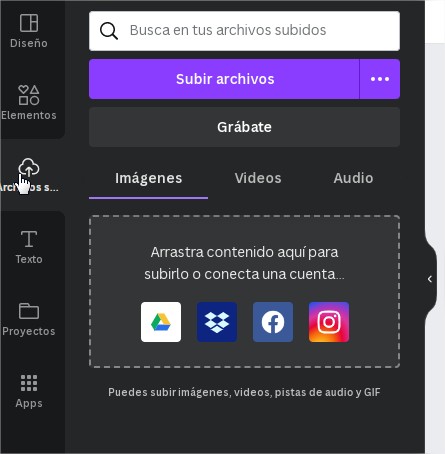 Diseño
Elementos
Texto
Proyectos
Apps
Busca en tus archivos subidos
Subir archivos
Grábate
Imágenes Videos Audio
Arrastra contenido aquí para
subirlo o conecta una cuenta...
Puedes subir imágenes, videos, pistas de audio y GIF